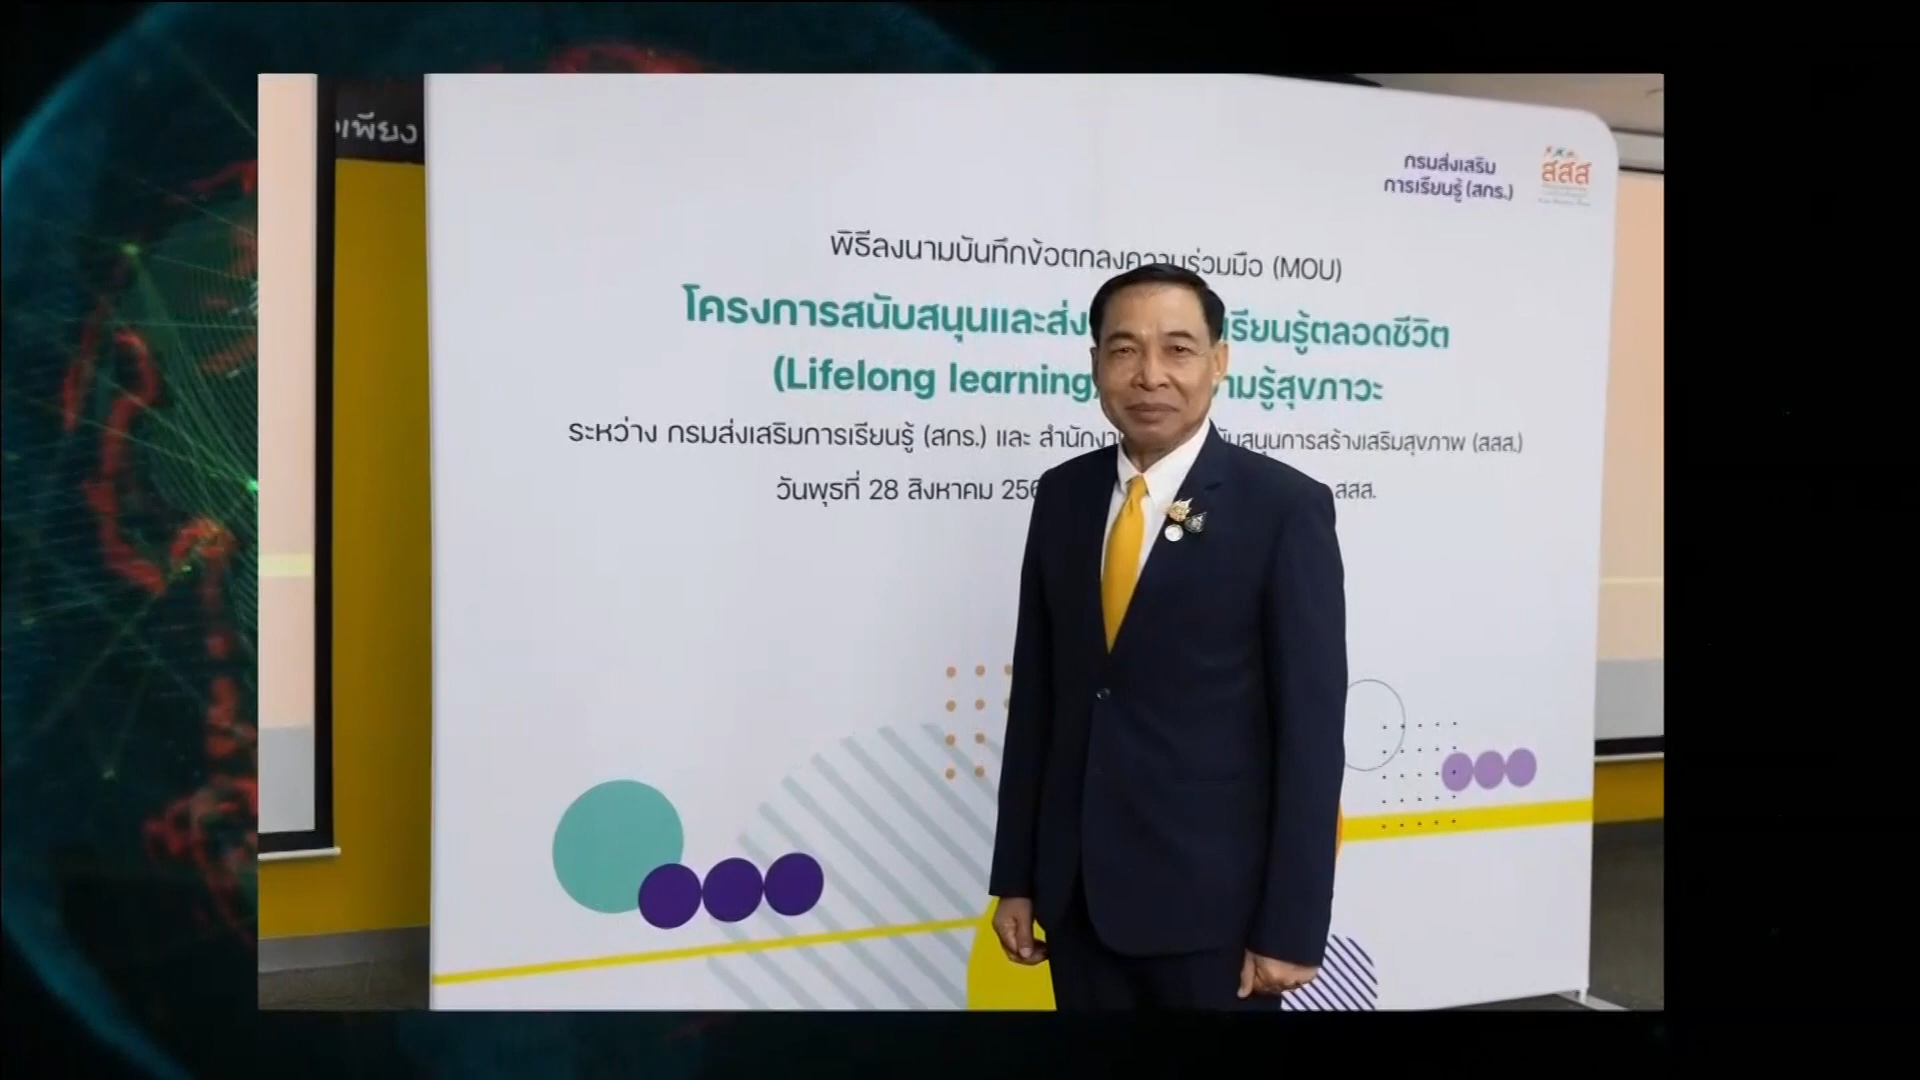 เพียง
กรมส่งเสริม
การเรียนรู้ (สกร.)
สสส
พิธีลงนามบันทึกข้อตกลงความร่วมมือ (MOU)
โครงการสนับสนุนและส่ง เรียนรู้ตลอดชีวิต
(Lifelong learning) ความรู้สุขภาวะ
ระหว่าง กรมส่งเสริมการเรียนรู้ (สกร.) และ สำนักงาน สนับสนุนการสร้างเสริมสุขภาพ (สสส.)
วันพุธที่ 28 สิงหาคม 256 สสส.